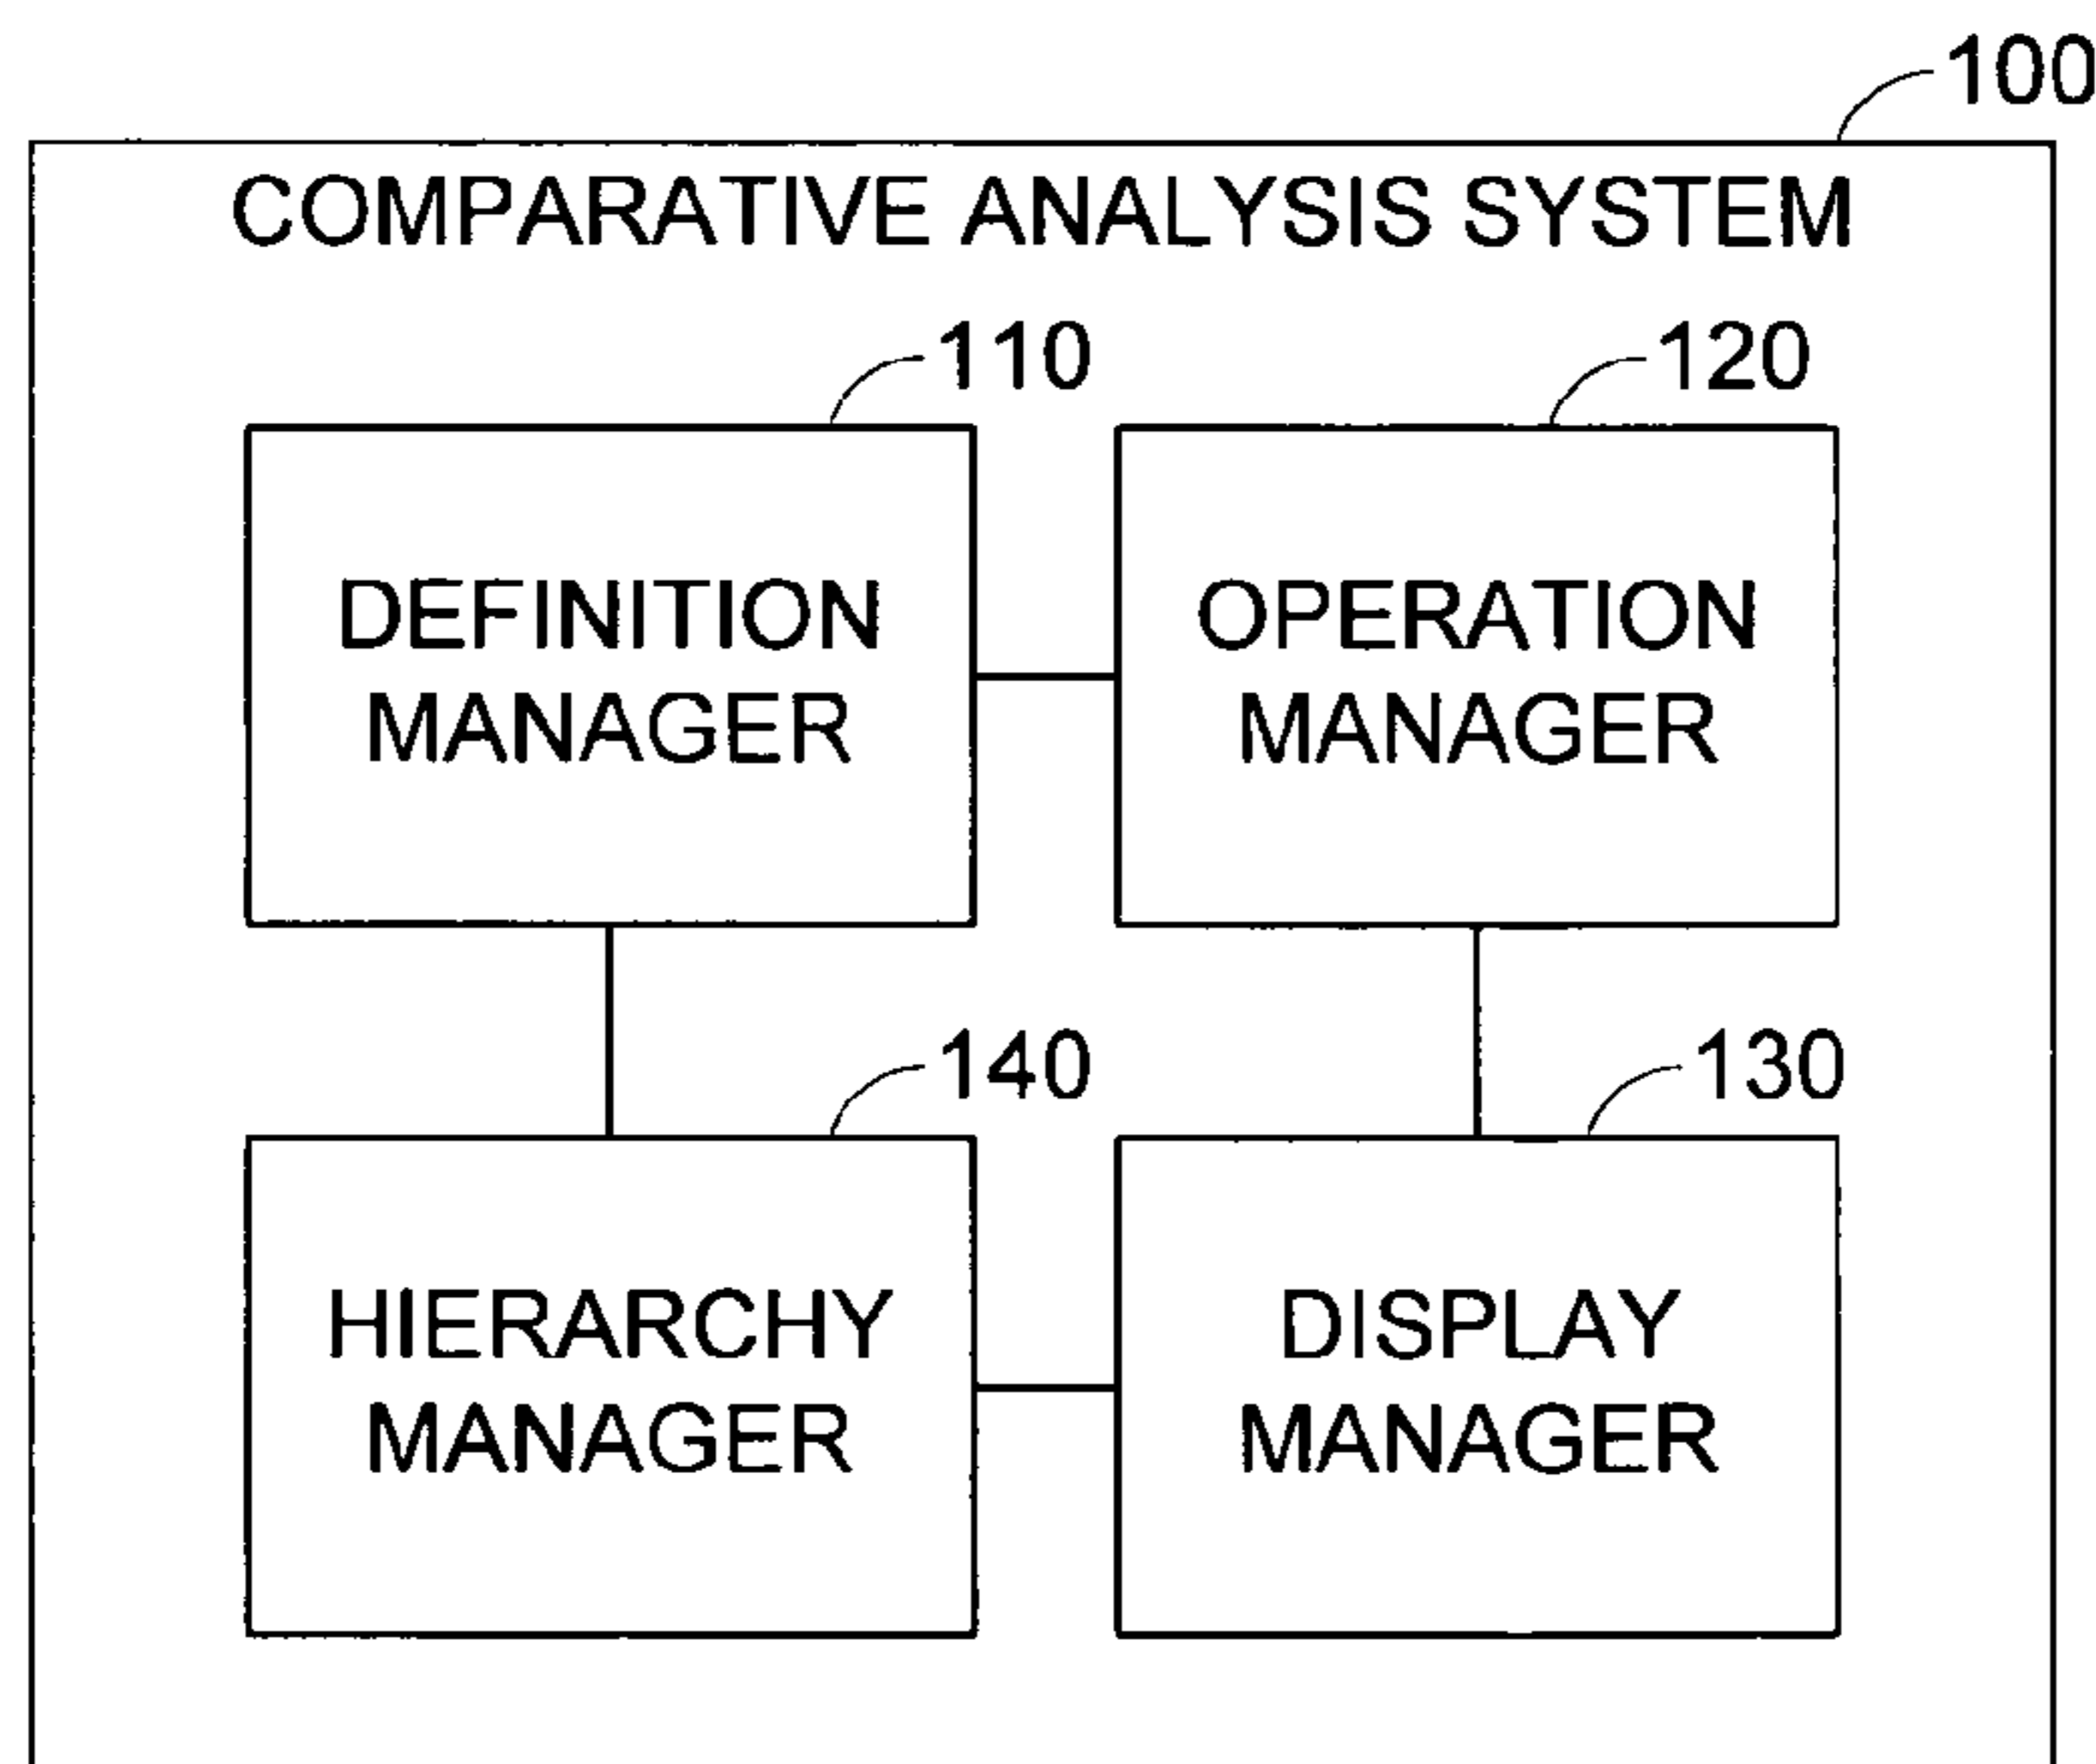 100
COMPARATIVE ANALYSIS SYSTEM
110
120
DEFINITION
MANAGER
OPERATION
MANAGER
140
130
HIERARCHY
MANAGER
DISPLAY
MANAGER